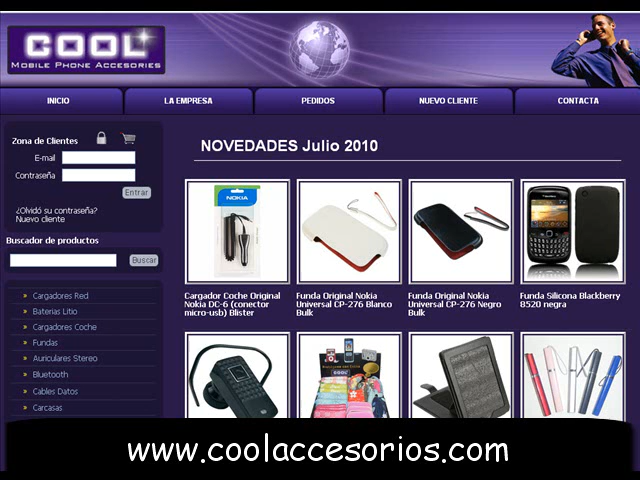 COOL
MOBILE PHONE ACCESORIES
INICIO
LA EMPRESA
PEDIDOS
NUEVO CLIENTE
CONTACTA
Zona de Clientes
E-mail
Contraseña
Entrar
¿Olvidó su contraseña?
Nuevo cliente
Buscador de productos
Buscar
» Cargadores Red
» Baterias Litio
» Cargadores Coche
» Fundas
» Auriculares Stereo
» Bluetooth
» Cables Datos
» Carcasas
NOVEDADES Julio 2010
NOKIA
Cargador Coche Original
Nokia DC-6 (conector
micro-usb) Blister
Funda Original Nokia
Universal CP-276 Blanco
Bulk
Funda Original Nokia
Universal CP-276 Negro
Bulk
Funda Silicona Blackberry
8520 negra
COOL
www.coolaccesorios.com